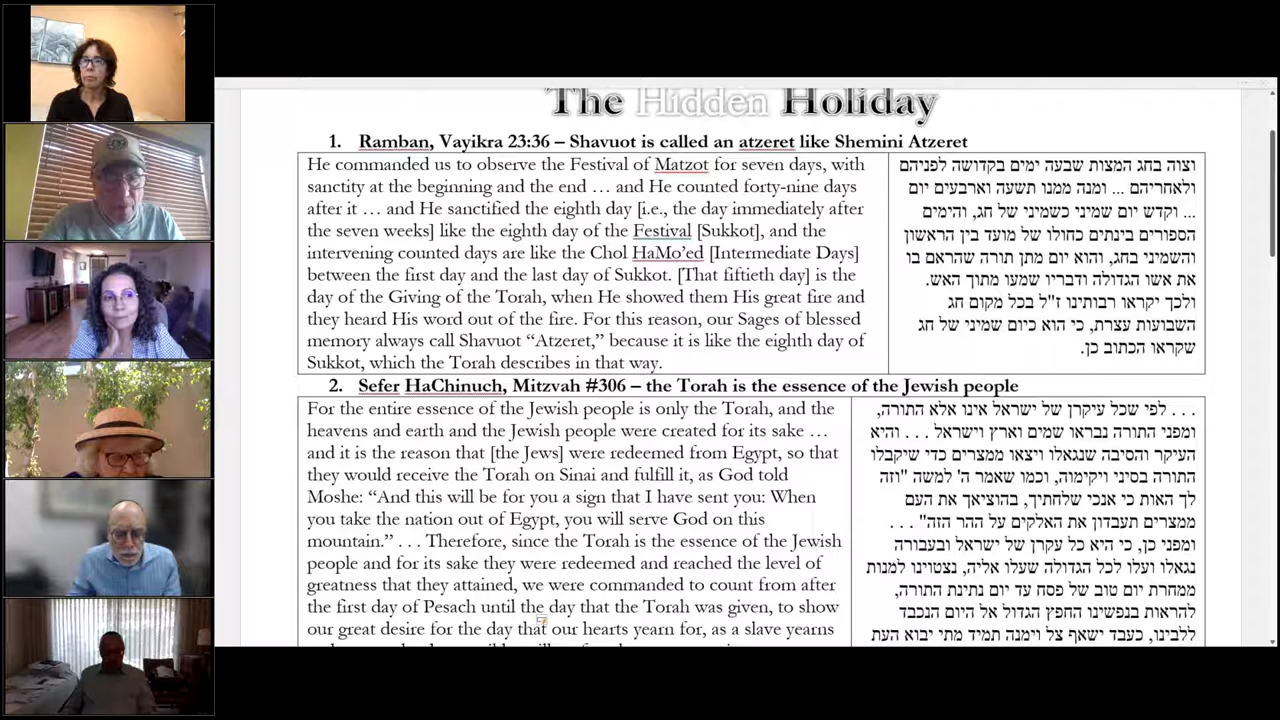 The Hidden Holiday
1. Ramban, Vayikra 23:36 – Shavuot is called an atzeret like Shemini Atzeret
He commanded us to observe the Festival of Matzot for seven days, with
sanctity at the beginning and the end … and He counted forty-nine days
after it … and He sanctified the eighth day [i.e., the day immediately after
the seven weeks] like the eighth day of the Festival [Sukkot], and the
intervening counted days are like the Chol HaMo’ed [Intermediate Days]
between the first day and the last day of Sukkot. [That fiftieth day] is the
day of the Giving of the Torah, when He showed them His great fire and
they heard His word out of the fire. For this reason, our Sages of blessed
memory always call Shavuot “Atzeret,” because it is like the eighth day of
Sukkot, which the Torah describes in that way.
וצוה בחג המצות שבעה ימים בקדושה לפניהם
ולאחריהם ... ומנה ממנו תשעה וארבעים יום
... וקדש יום שמיני כשמיני של חג, והימים
הספורים בינתים כחולו של מועד בין הראשון
והשמיני בחג, והוא יום מתן תורה שהראם בו
את אשו הגדולה ודבריו שמעו מתוך האש.
ולכך יקראו רבותינו ז"ל בכל מקום חג
השבועות עצרת, כי הוא כיום שמיני של חג
שקראו הכתוב כן.
2. Sefer HaChinuch, Mitzvah #306 – the Torah is the essence of the Jewish people
For the entire essence of the Jewish people is only the Torah, and the
heavens and earth and the Jewish people were created for its sake …
and it is the reason that [the Jews] were redeemed from Egypt, so that
they would receive the Torah on Sinai and fulfill it, as God told
Moshe: “And this will be for you a sign that I have sent you: When
you take the nation out of Egypt, you will serve God on this
mountain.” . . . Therefore, since the Torah is the essence of the Jewish
people and for its sake they were redeemed and reached the level of
greatness that they attained, we were commanded to count from after
the first day of Pesach until the day that the Torah was given, to show
our great desire for the day that our hearts yearn for, as a slave yearns
. . . לפי שכל עיקרן של ישראל אינו אלא התורה,
ומפני התורה נבראו שמים וארץ וישראל . . . והיא
העיקר והסיבה שנגאלו ויצאו ממצרים כדי שיקבלו
התורה בסיני ויקימוה, וכמו שאמר ה' למשה "וזה
לך האות כי אנכי שלחתיך, בהוציאך את העם
ממצרים תעבדון את האלקים על ההר הזה" . . .
ומפני כן, כי היא כל עקרן של ישראל ובעבורה
נגאלו ועלו לכל הגדולה שעלו אליה, נצטוינו למנות
ממחרת יום טוב של פסח עד יום נתינת התורה,
להראות בנפשינו החפץ הגדול אל היום הנכבד
ללבינו, כעבד ישאף צל וימנה תמיד מתי יבוא העת